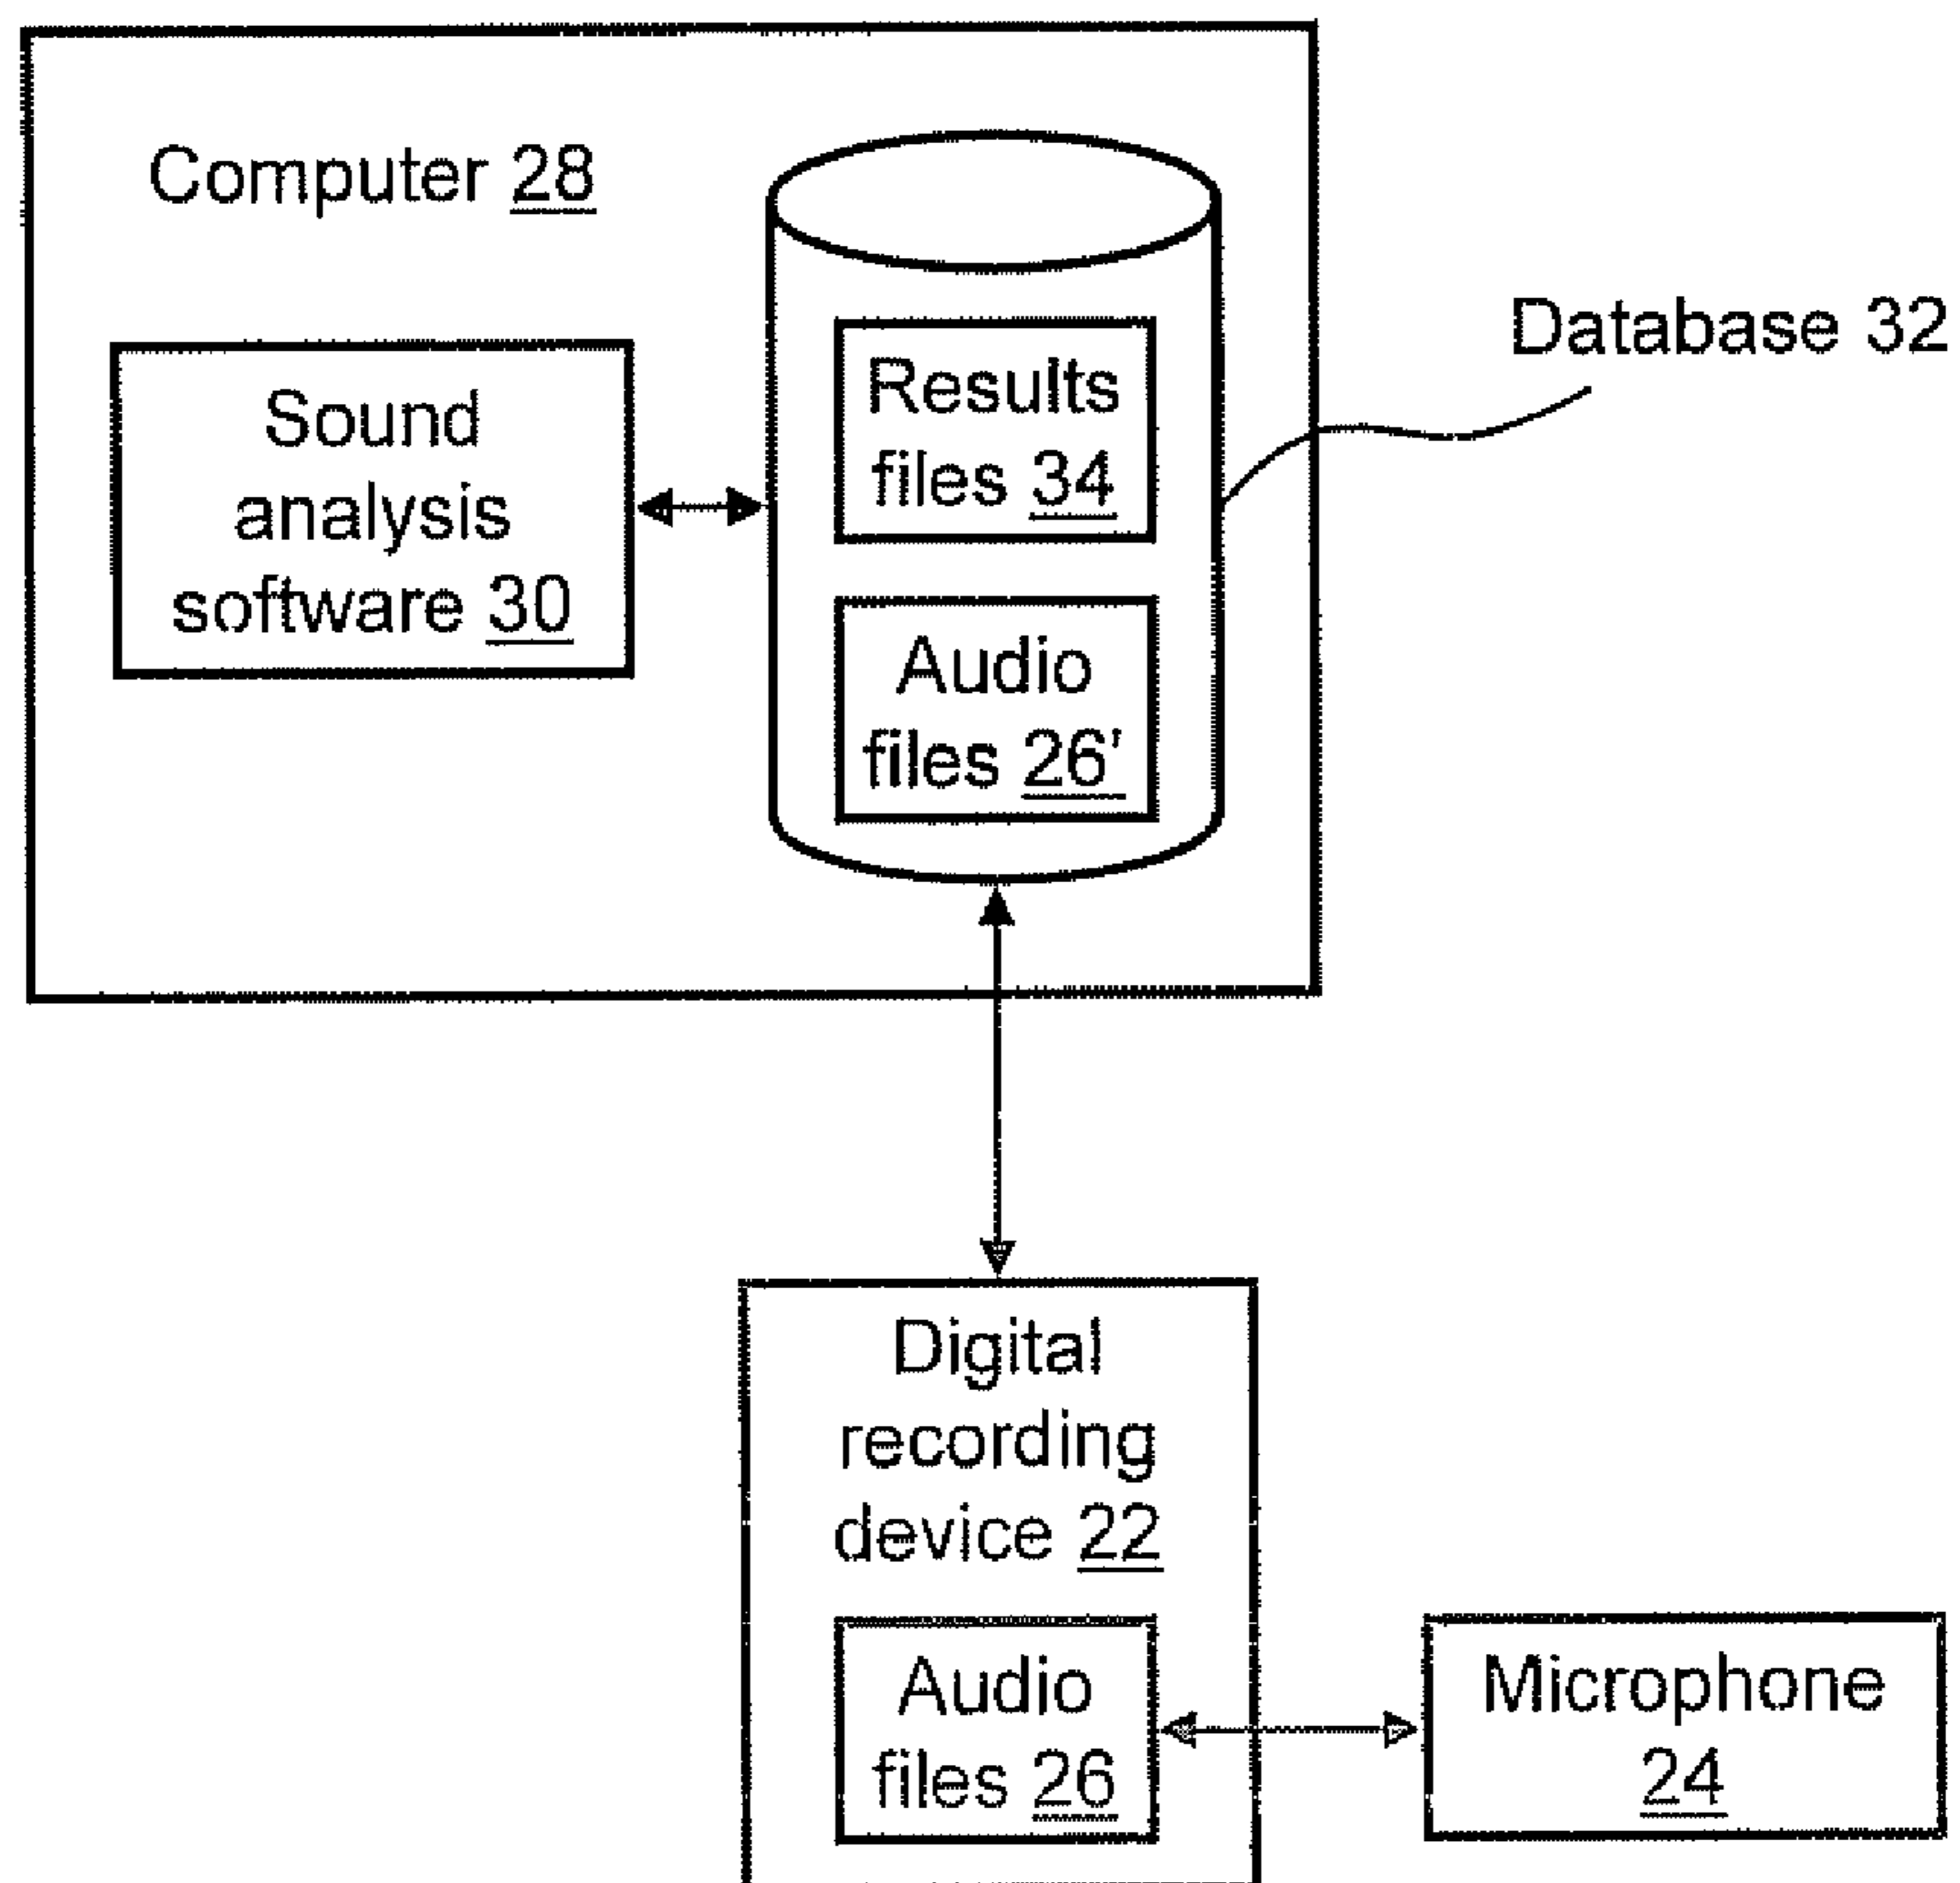 Computer 28
Database 32
Results
files 34
Sound
analysis
software 30
Audio
files 26'
Digital
recording
device 22
Audio
files 26
Microphone
24